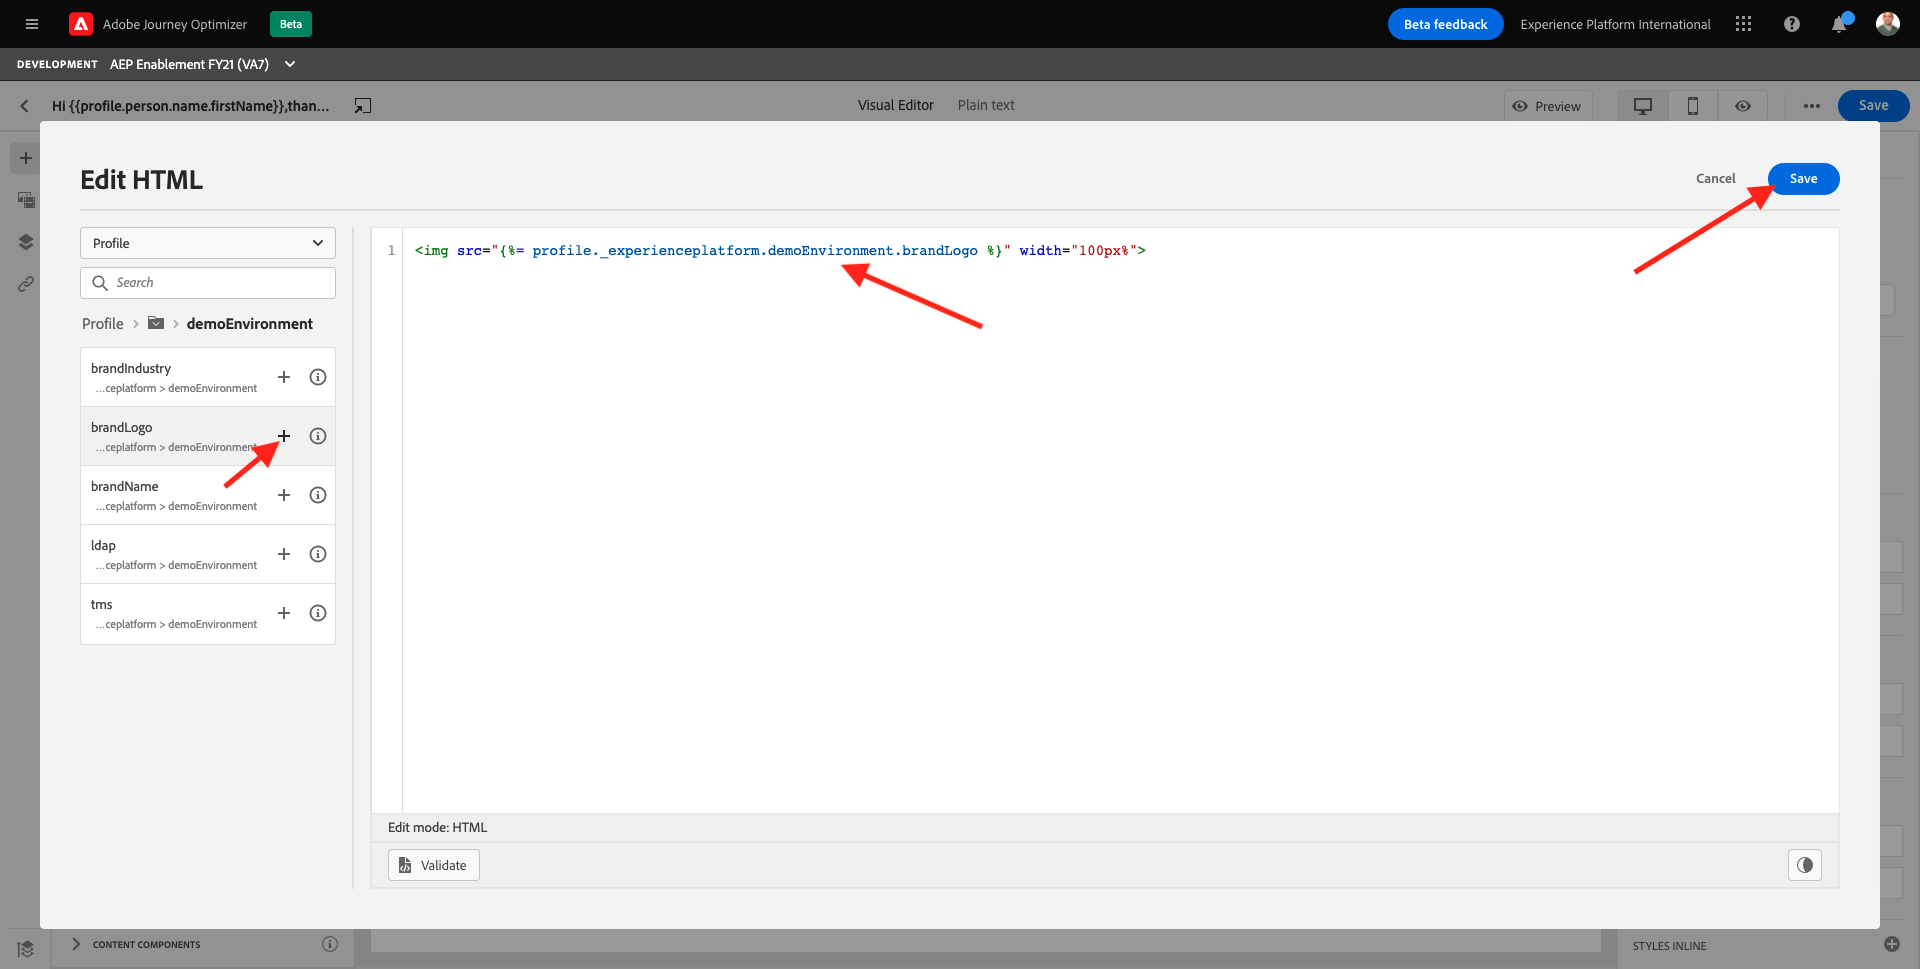 Adobe Journey Optimizer
Beta
Beta feedback
Experience Platform International
DEVELOPMENT AEP Enablement FY21 (VA7)
Hi {{profile.person.name.firstName}},than...
Visual Editor
Plain text
Preview
Save
Edit HTML
Cancel
Save
Profile
Search
Profile > demoEnvironment
brandIndustry
...ceplatform > demoEnvironment
brandLogo
...ceplatform > demoEnvironment
brandName
...ceplatform > demoEnvironment
ldap
...ceplatform > demoEnvironment
tms
...ceplatform > demoEnvironment
1 <img src="{%= profile._experienceplatform.demoEnvironment.brandLogo %}" width="100px%">
Edit mode: HTML
Validate
CONTENT COMPONENTS
STYLES INLINE